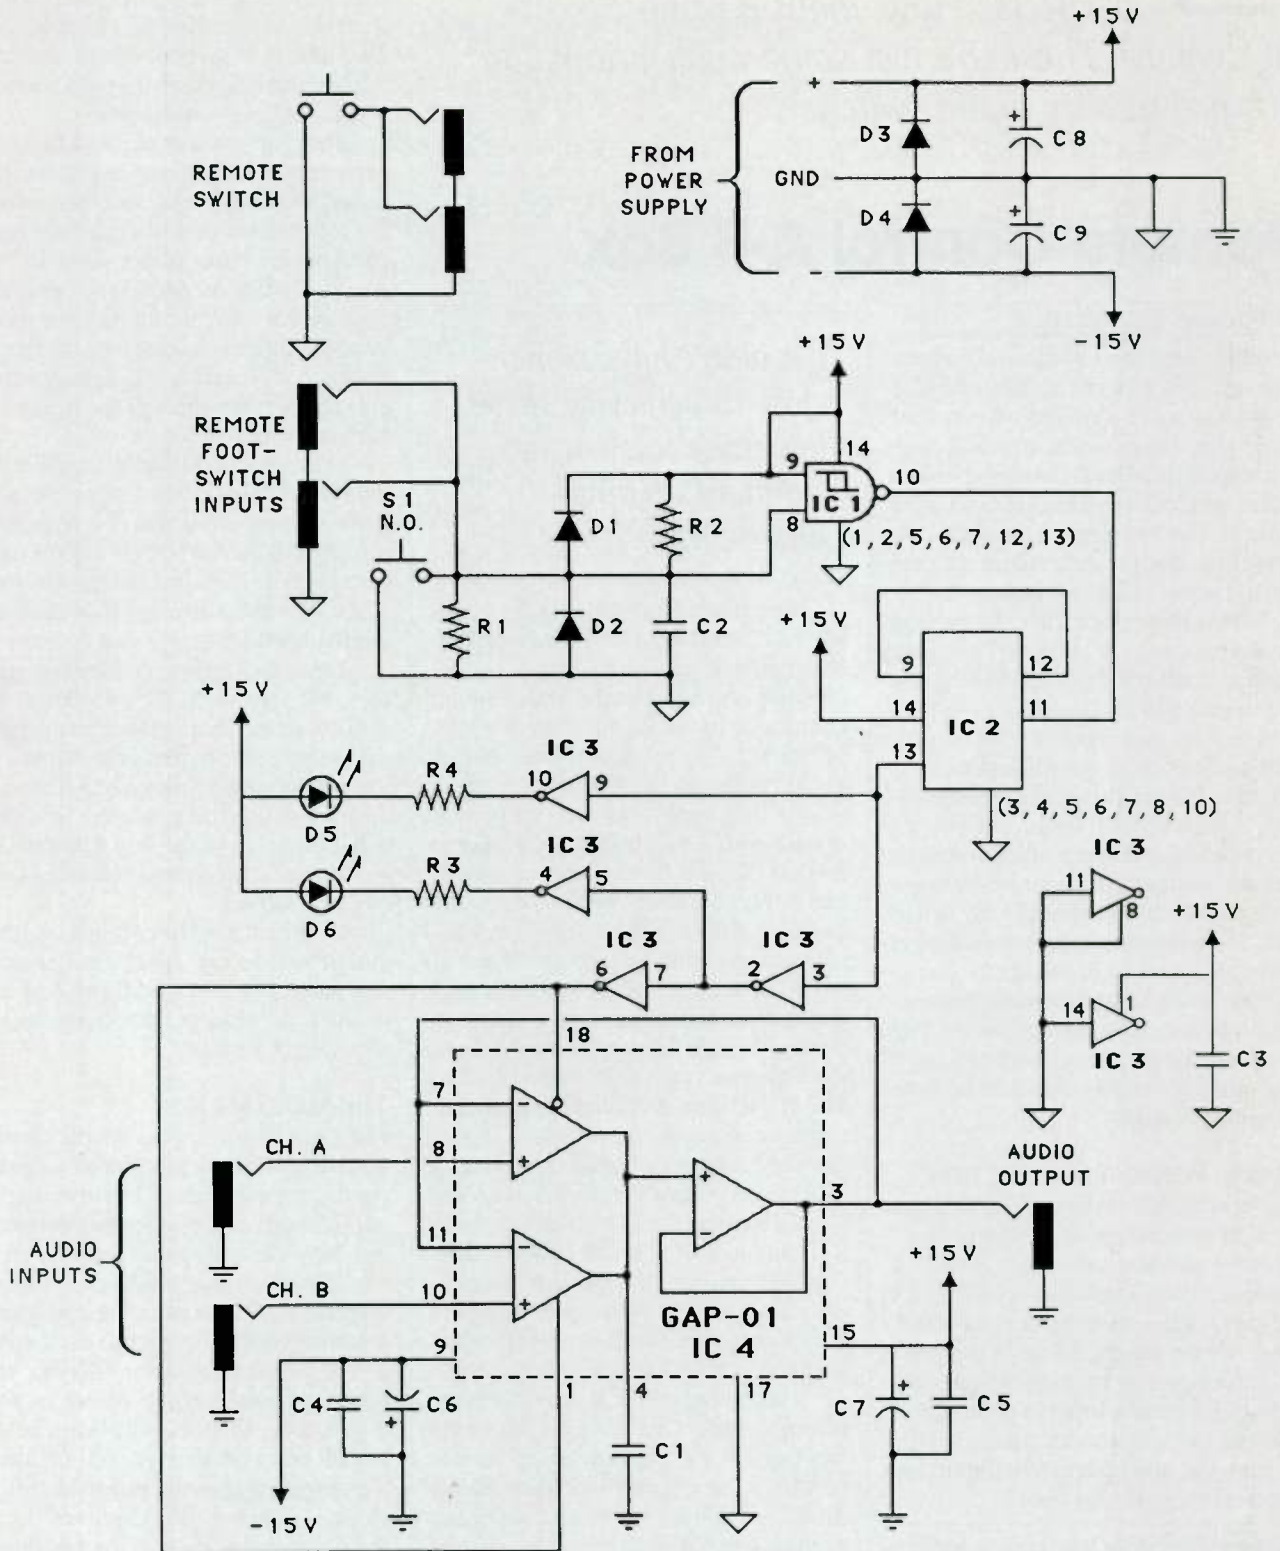 +15V
+
REMOTE
SWITCH
FROM
POWER
SUPPLY
GND
D3
C8
D4
C9
-
-15V
+15V
REMOTE
FOOT-
SWITCH
INPUTS
S1
N.O.
D1
R2
9
14
IC 1
10
8
(1, 2, 5, 6, 7, 12, 13)
R1
D2
C2
+15V
9
12
14
IC 2
11
13
(3, 4, 5, 6, 7, 8, 10)
+15V
D5
R4
10
IC 3
9
D6
R3
4
IC 3
5
6
IC 3
7
2
IC 3
3
IC 3
11
8
+15V
14
1
IC 3
C3
18
7
-
8
+
11
-
10
+
+
-
3
AUDIO
OUTPUT
CH. A
AUDIO
INPUTS
CH. B
GAP-01
IC 4
15
+15V
9
C4
C6
+
1
4
17
C7
+
C5
C1
-15V